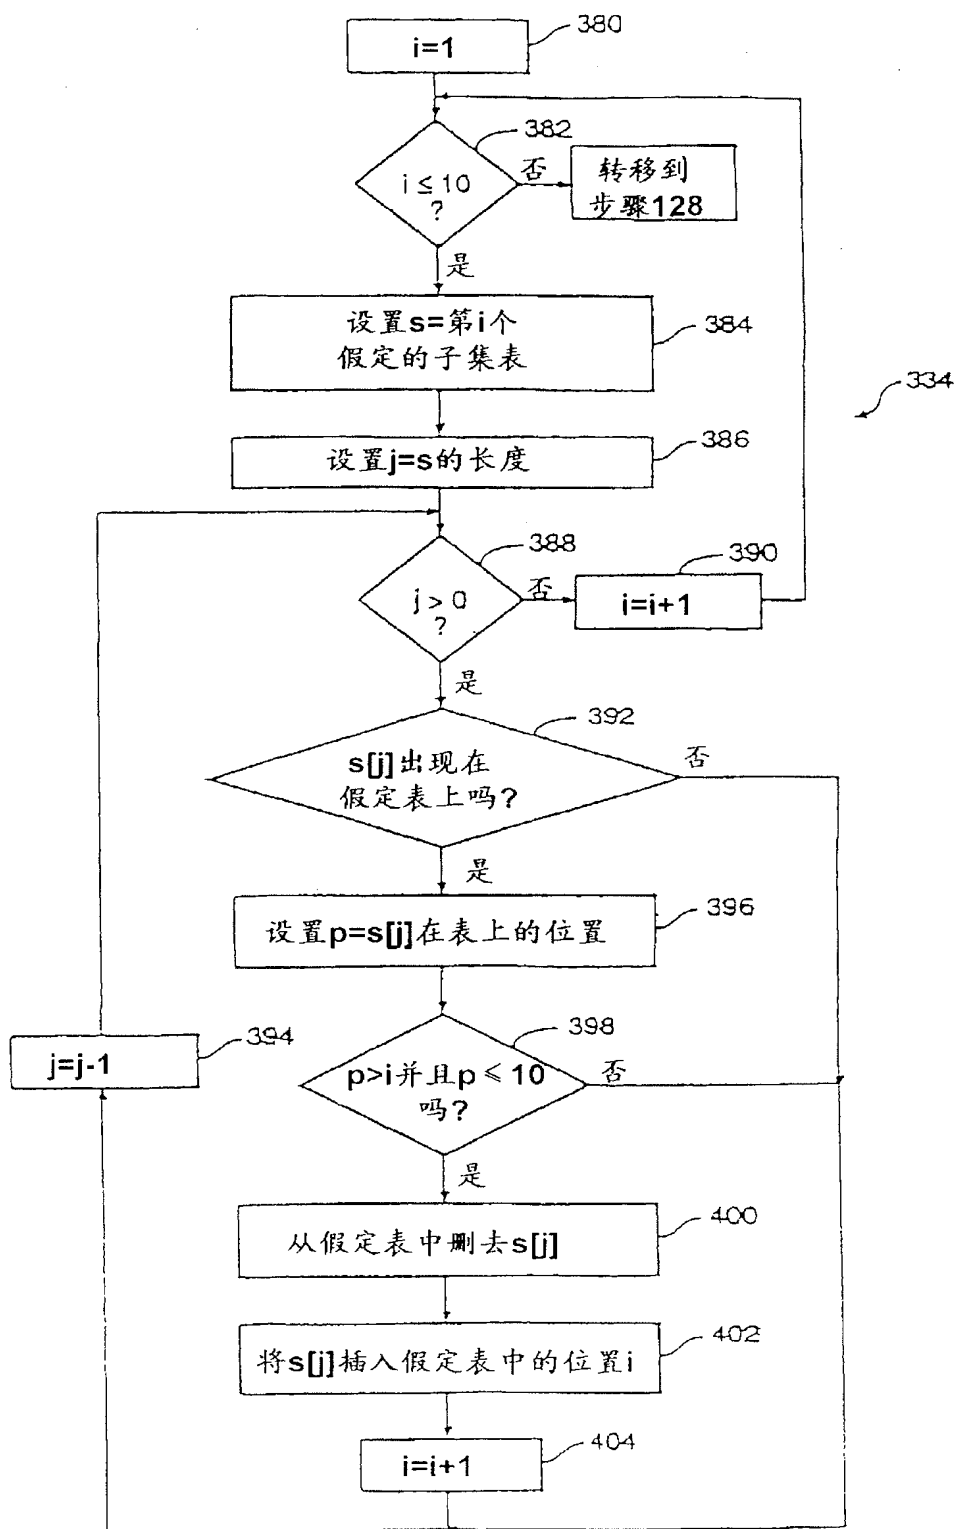 i=1
380
382
i ≤ 10
?
否
转移到
步骤128
是
设置s=第i个
假定的子集表
384
334
设置j=s的长度
386
388
j > 0
?
否
390
i=i+1
是
392
s[j]出现在
假定表上吗?
否
是
设置p=s[j]在表上的位置
396
394
j=j-1
398
p>i并且p ≤ 10
吗?
否
是
从假定表中删去s[j]
400
将s[j]插入假定表中的位置i
402
i=i+1
404